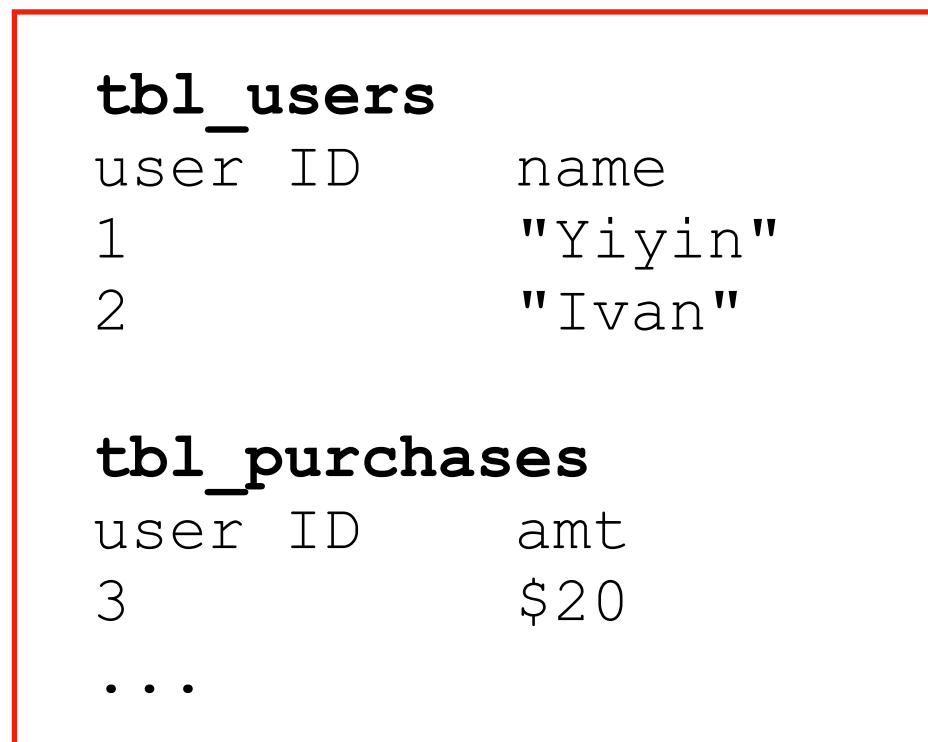 tbl_users
user ID name
1 "Yiyin"
2 "Ivan"
tbl_purchases
user ID amt
3 $20
...